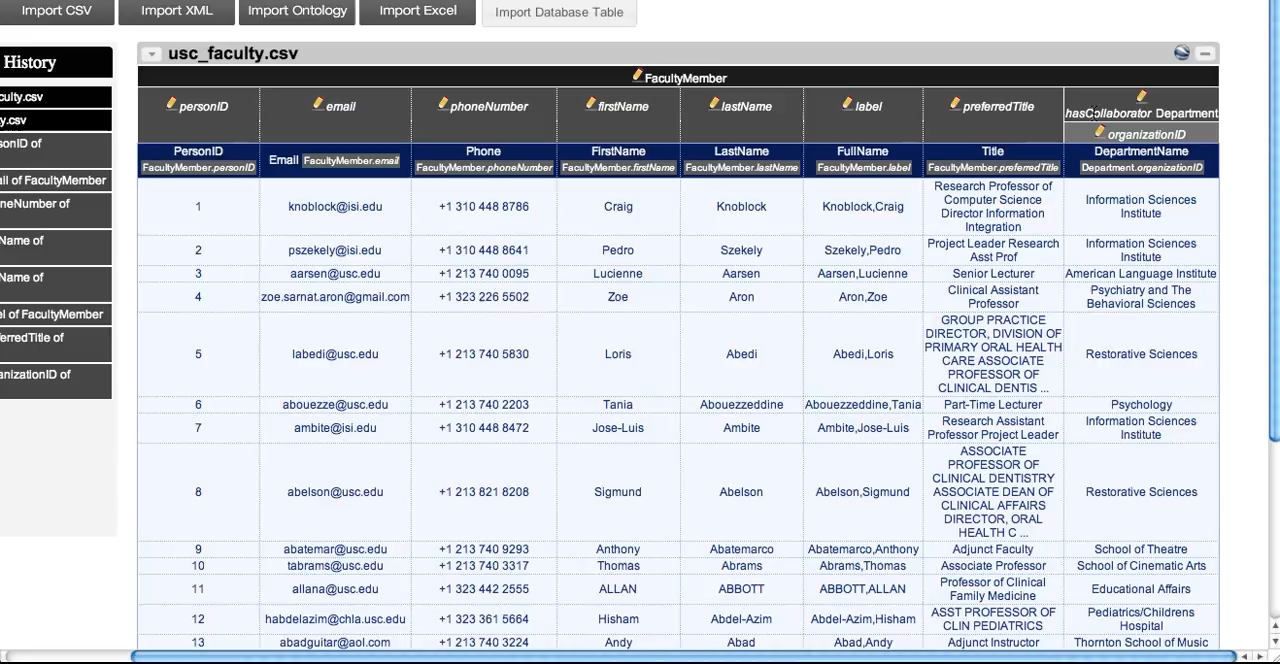 Import CSV Import XML Import Ontology Import Excel Import Database Table
History
culty.csv
y.csv
sonID of
ail of FacultyMember
neNumber of
Name of
Name of
el of FacultyMember
ferredTitle of
anizationID of
usc_faculty.csv
FacultyMember
personID email phoneNumber firstName lastName label preferredTitle hasCollaborator Department
organizationID
PersonID Email FacultyMember.email Phone FirstName LastName FullName Title DepartmentName
FacultyMember.personID FacultyMember.phoneNumber FacultyMember.firstName FacultyMember.lastName FacultyMember.label FacultyMember.preferredTitle Department.organizationID
1 knoblock@isi.edu +1 310 448 8786 Craig Knoblock Knoblock,Craig Research Professor of
Computer Science
Director Information
Integration
Information Sciences
Institute
2 pszekely@isi.edu +1 310 448 8641 Pedro Szekely Szekely,Pedro Project Leader Research
Asst Prof
Information Sciences
Institute
3 aarsen@usc.edu +1 213 740 0095 Lucienne Aarsen Aarsen,Lucienne Senior Lecturer American Language Institute
4 zoe.sarnat.aron@gmail.com +1 323 226 5502 Zoe Aron Aron,Zoe Clinical Assistant
Professor
Psychiatry and The
Behavioral Sciences
5 labedi@usc.edu +1 213 740 5830 Loris Abedi Abedi,Loris GROUP PRACTICE
DIRECTOR, DIVISION OF
PRIMARY ORAL HEALTH
CARE ASSOCIATE
PROFESSOR OF
CLINICAL DENTIS ...
Restorative Sciences
6 abouezze@usc.edu +1 213 740 2203 Tania Abouezzeddine Abouezzeddine,Tania Part-Time Lecturer Psychology
7 ambite@isi.edu +1 310 448 8472 Jose-Luis Ambite Ambite,Jose-Luis Research Assistant
Professor Project Leader
Information Sciences
Institute
8 abelson@usc.edu +1 213 821 8208 Sigmund Abelson Abelson,Sigmund ASSOCIATE
PROFESSOR OF
CLINICAL DENTISTRY
ASSOCIATE DEAN OF
CLINICAL AFFAIRS
DIRECTOR, ORAL
HEALTH C ...
Restorative Sciences
9 abatemar@usc.edu +1 213 740 9293 Anthony Abatemarco Abatemarco,Anthony Adjunct Faculty School of Theatre
10 tabrams@usc.edu +1 213 740 3317 Thomas Abrams Abrams,Thomas Associate Professor School of Cinematic Arts
11 allana@usc.edu +1 323 442 2555 ALLAN ABBOTT ABBOTT,ALLAN Professor of Clinical
Family Medicine
Educational Affairs
12 habdelazim@chla.usc.edu +1 323 361 5664 Hisham Abdel-Azim Abdel-Azim,Hisham ASST PROFESSOR OF
CLIN PEDIATRICS
Pediatrics/Childrens
Hospital
13 abadguitar@aol.com +1 213 740 3224 Andy Abad Abad,Andy Adjunct Instructor Thornton School of Music